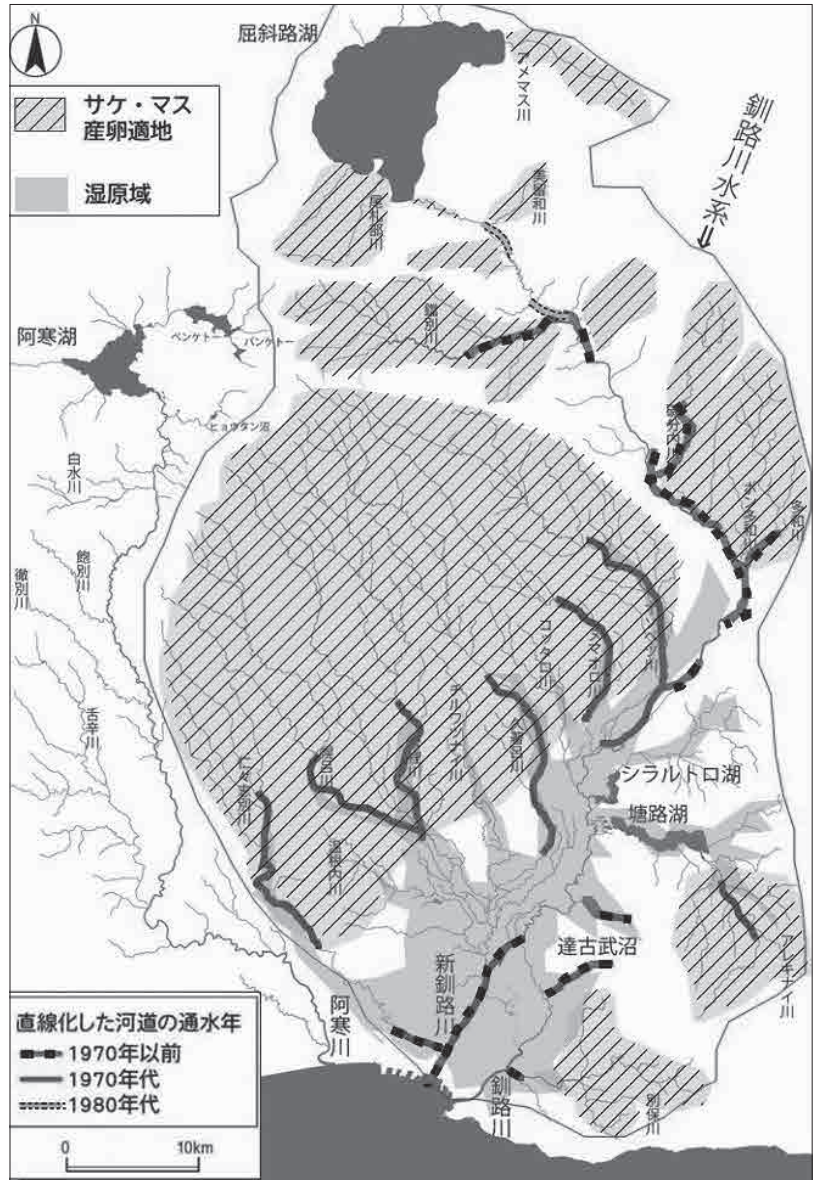 N
屈斜路湖
アメマス川
サケ・マス
産卵適地
湿原域
釧路川水系
⇒
美留和川
尾札部川
鐺別川
阿寒湖
ペンケトー
パンケトー
ヒョウタン沼
白水川
飽別川
徹別川
舌辛川
ポン多和川
多和川
ヌマオロ川
コッタロ川
チルワツナイ川
久著呂川
幌呂川
雪裡川
仁々志別川
温根内川
シラルトロ湖
塘路湖
アレキナイ川
達古武沼
新釧路川
阿寒川
釧路川
別保川
直線化した河道の通水年
1970年以前
1970年代
1980年代
0
10km